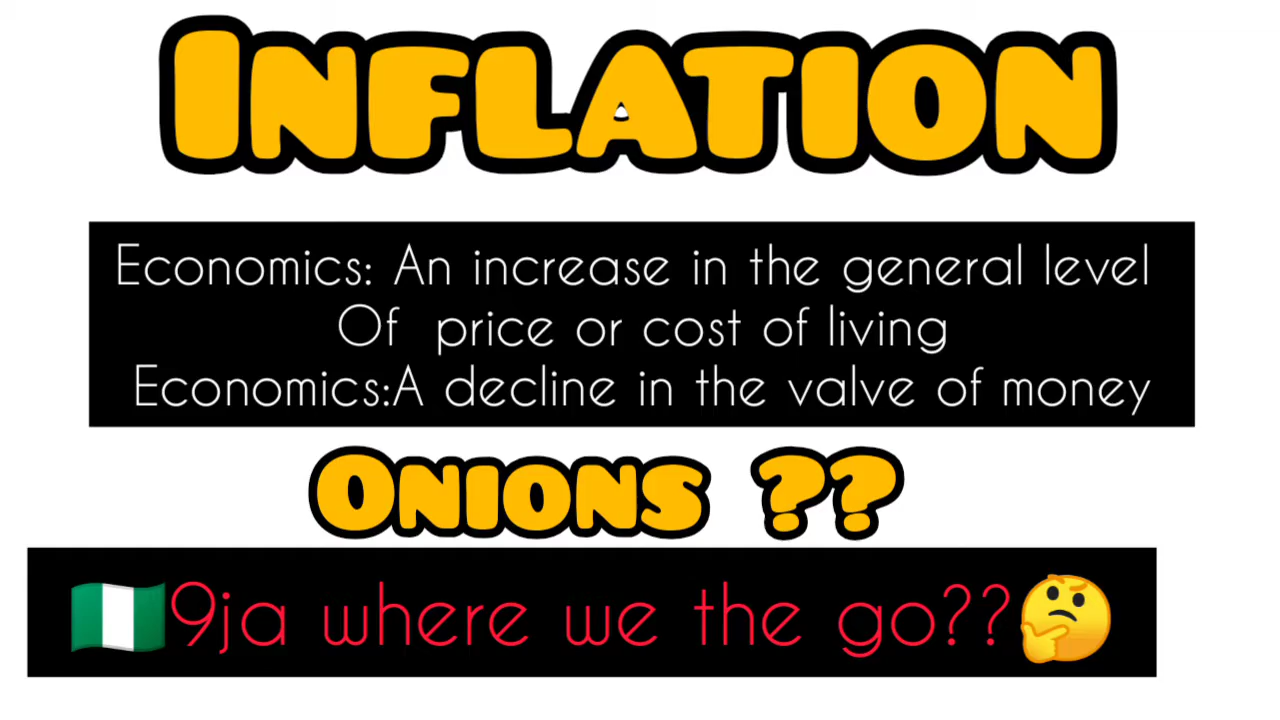 INFLATION
Economics: An increase in the general level
Of price or cost of living
Economics:A decline in the valve of money
ONIONS ??
🇳🇬9ja where we the go??🤔